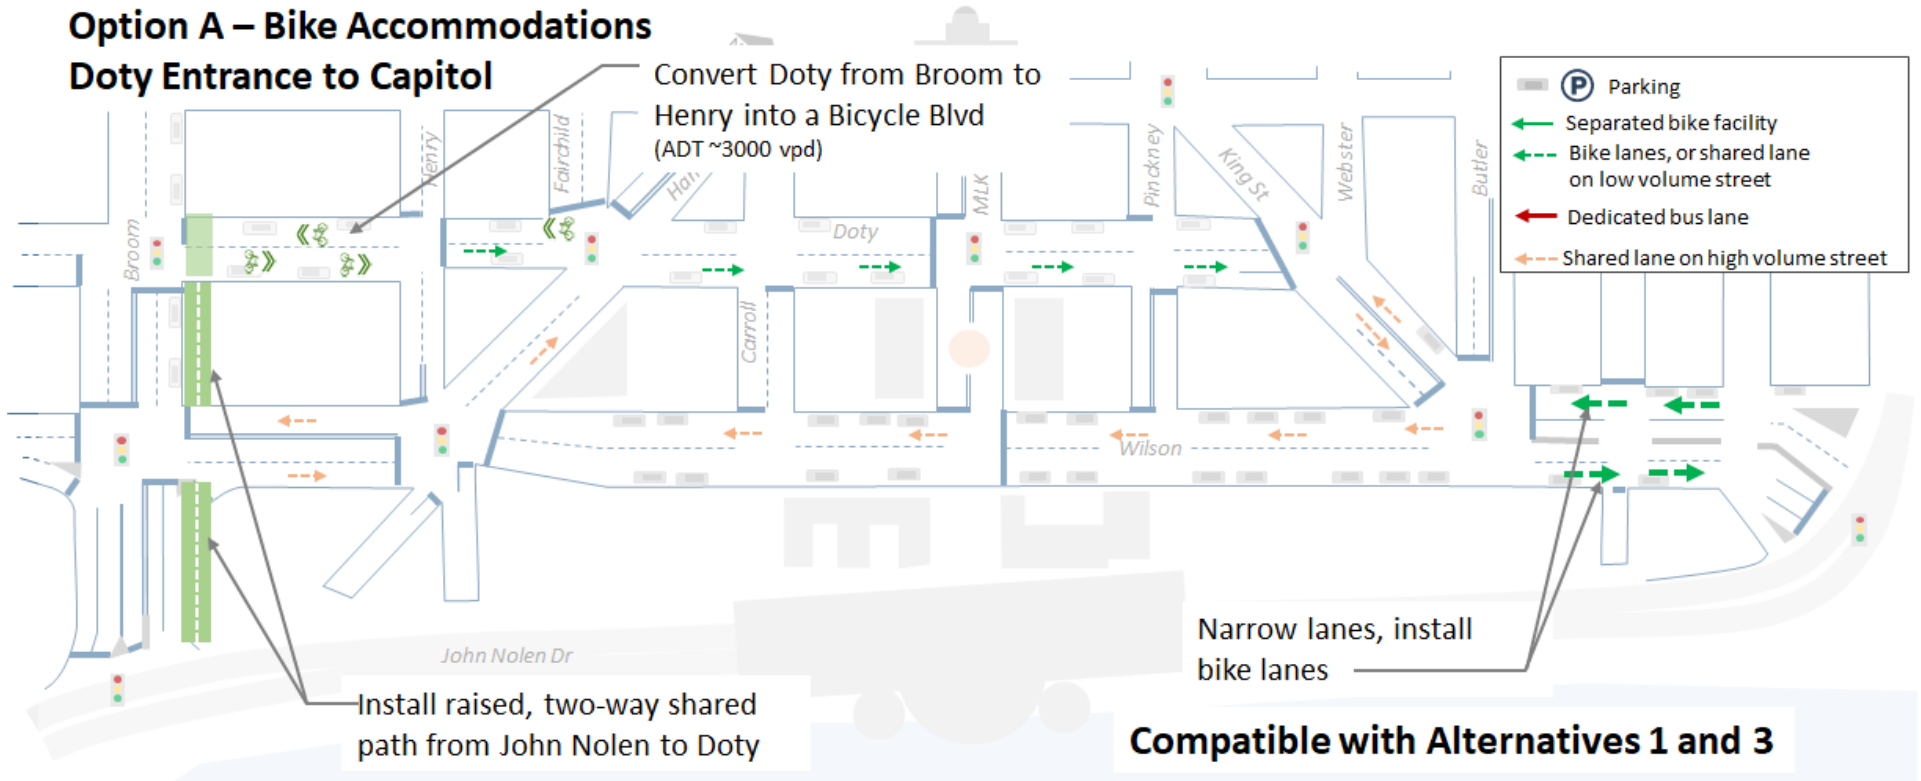 Option A – Bike Accommodations
Doty Entrance to Capitol
Convert Doty from Broom to
Henry into a Bicycle Blvd
(ADT ~3000 vpd)
P Parking
Separated bike facility
Bike lanes, or shared lane
on low volume street
Dedicated bus lane
Shared lane on high volume street
Broom
Henry
Fairchild
Doty
MLK
Pinckney
King St
Webster
Butler
Carroll
Wilson
John Nolen Dr
Install raised, two-way shared
path from John Nolen to Doty
Narrow lanes, install
bike lanes
Compatible with Alternatives 1 and 3